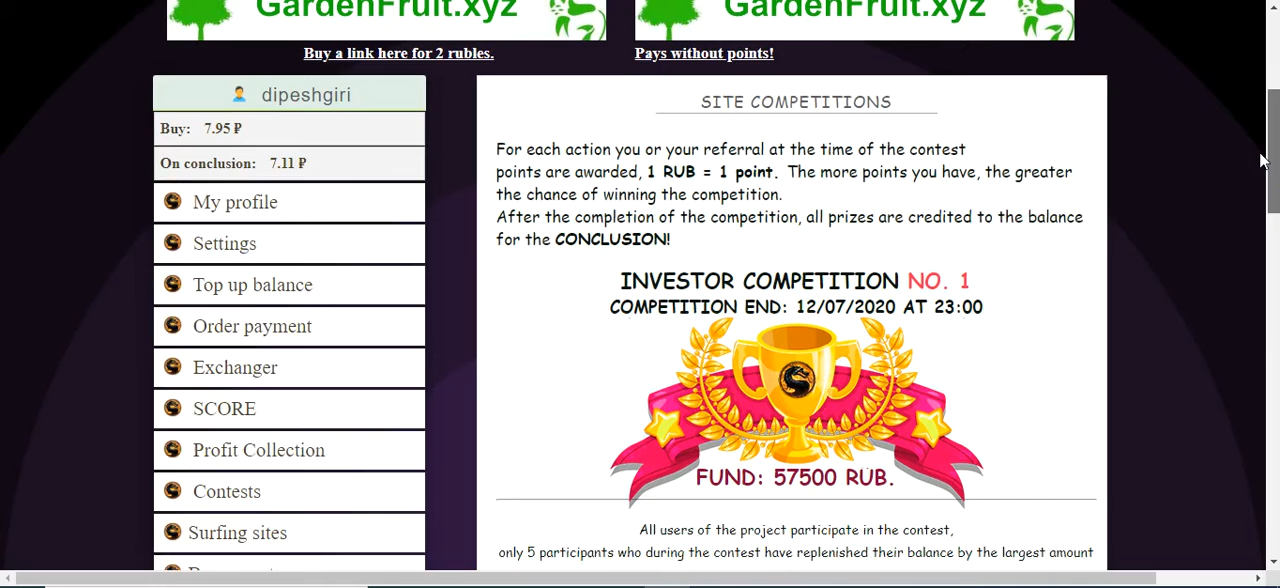 GardenFruit.xyz
GardenFruit.xyz
Buy a link here for 2 rubles.
Pays without points!
dipeshgiri
Buy: 7.95 ₽
On conclusion: 7.11 ₽
My profile
Settings
Top up balance
Order payment
Exchanger
SCORE
Profit Collection
Contests
Surfing sites
SITE COMPETITIONS
For each action you or your referral at the time of the contest
points are awarded, 1 RUB = 1 point. The more points you have, the greater
the chance of winning the competition.
After the completion of the competition, all prizes are credited to the balance
for the CONCLUSION!
INVESTOR COMPETITION NO. 1
COMPETITION END: 12/07/2020 AT 23:00
FUND: 57500 RUB.
All users of the project participate in the contest,
only 5 participants who during the contest have replenished their balance by the largest amount